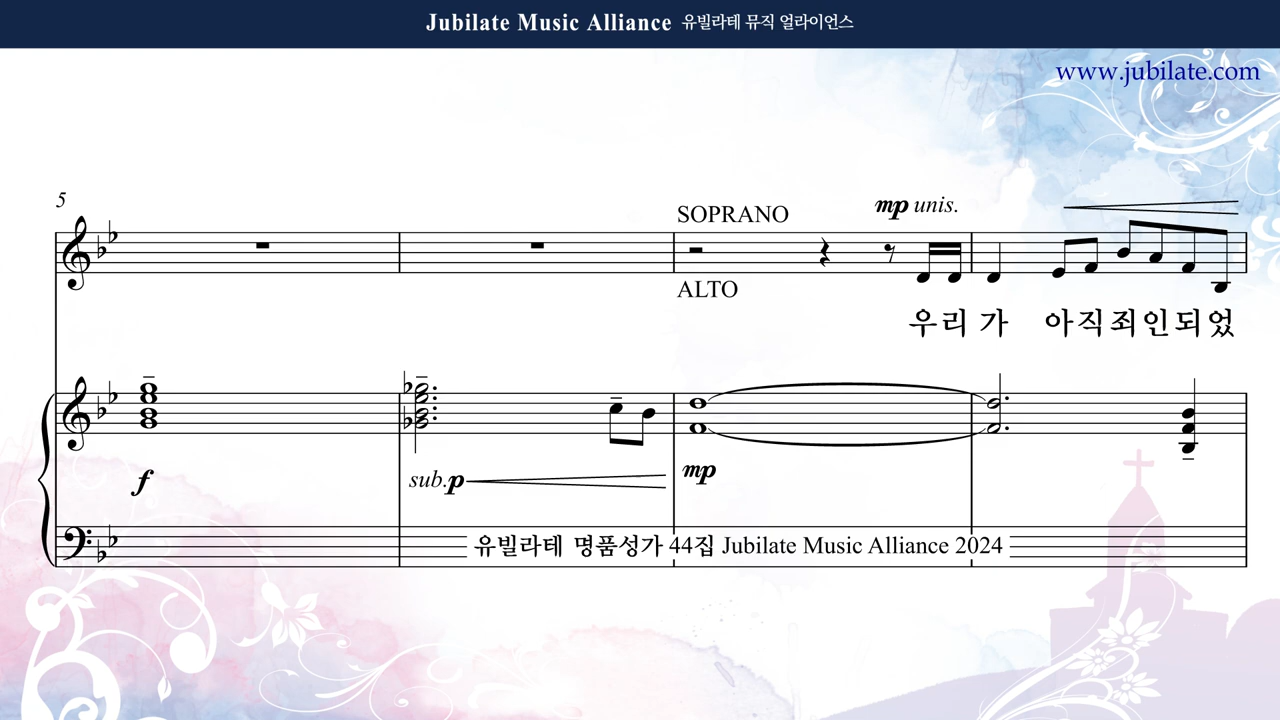 Jubilate Music Alliance 유빌라테 뮤직 얼라이언스
www.jubilate.com
5
SOPRANO
mp unis.
ALTO
우리 가 아직죄인되었
f
sub.p
mp
유빌라테 명품성가 44집 Jubilate Music Alliance 2024